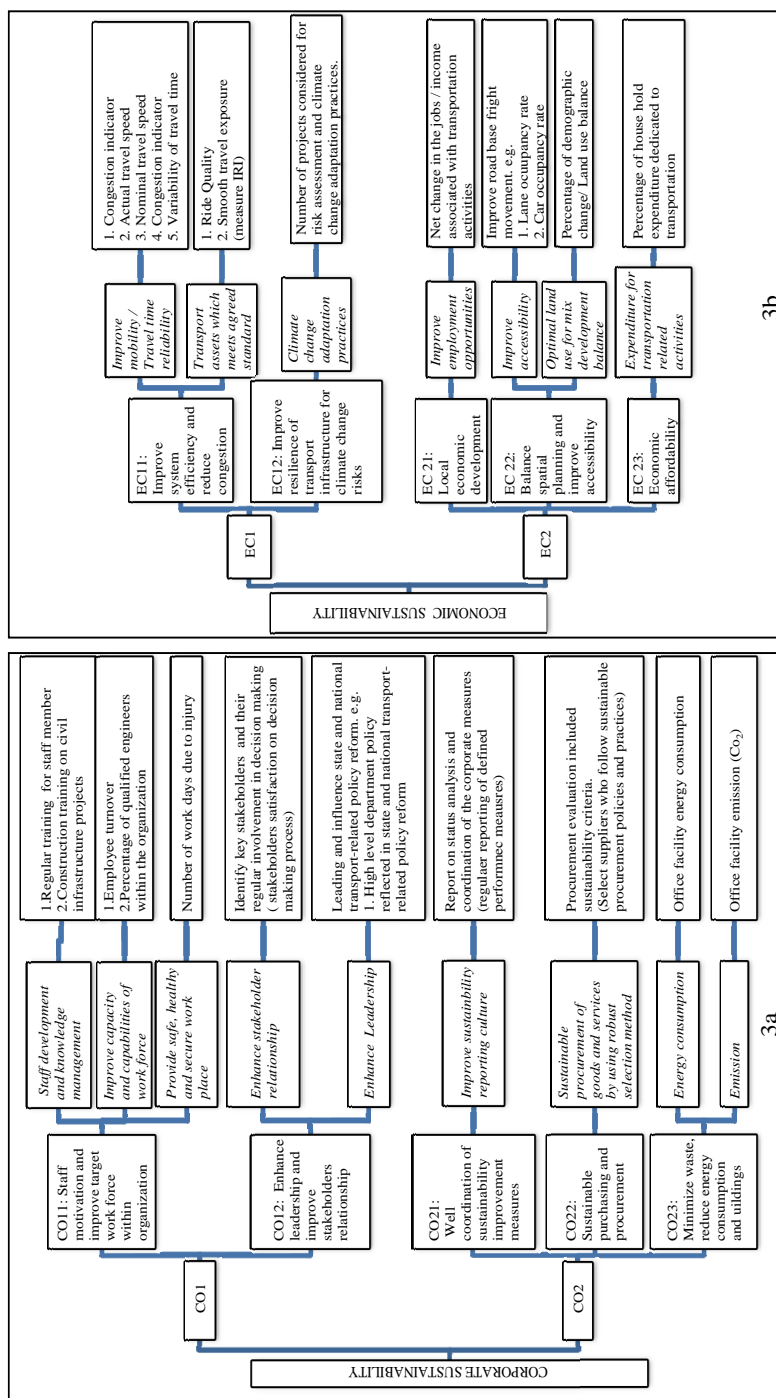 CORPORATE SUSTAINABILITY
CO1
CO2
CO11: Staff
motivation and
improve target
work force
within
organization
CO12: Enhance
leadership and
improve
stakeholders
relationship
CO21:
Well
coordination of
sustainability
improvement
measures
CO22:
Sustainable
purchasing and
procurement
CO23:
Minimize waste,
reduce energy
consumption
and uildings
Staff development
and knowledge
management
Improve capacity
and capabilities of
work force
Provide safe, healthy
and secure work
place
Enhance stakeholder
relationship
Enhance Leadership
Improve sustainbility
reporting culture
Sustainable
procurement of
goods and services
by using robust
selection method
Energy consumption
Emission
1.Regular training for staff member
2.Construction training on civil
infrastructure projects
1.Employee turnover
2.Percentage of qualified engineers
within the organization
Number of work days due to injury
Identify key stakeholders and their
regular involvement in decision making
( stakeholders satisfaction on decision
making process)
Leading and influence state and national
transport-related policy reform. e.g.
1. High level department policy
reflected in state and national transport-
related policy reform
Report on status analysis and
coordination of the corporate measures
(regulaer reporting of defined
performnec meausres)
Procurement evaluation included
sustainability criteria.
(Select suppliers who follow sustainable
procurement policies and practices)
Office facility energy consumption
Office facility emission (Co₂)
3a
ECONOMIC SUSTAINABILITY
EC1
EC2
EC11:
Improve
system
efficiency and
reduce
congestion
EC12: Improve
resilience of
transport
infrastructure for
climate change
risks
EC 21:
Local
economic
development
EC 22:
Balance
spatial
planning and
improve
accessibility
EC 23:
Economic
affordability
Improve
mobility /
Travel time
reliability
Transport
assets which
meets agreed
standard
Climate
change
adaptation
practices
Improve
employment
opportunities
Improve
accessibility
Optimal land
use for mix
development
balance
Expenditure for
transportation
related
activities
1. Congestion indicator
2. Actual travel speed
3. Nominal travel speed
4. Congestion indicator
5. Variability of travel time
1. Ride Quality
2. Smooth travel exposure
(measure IRI)
Number of projects considered for
risk assessment and climate
change adaptation practices.
Net change in the jobs / income
associated with transportation
activities
Improve road base fright
movement. e.g.
1. Lane ocuupancy rate
2. Car occupany rate
Percentage of demographic
change/ Land use balance
Percentage of house hold
expenditure dedicated to
transportation
3b